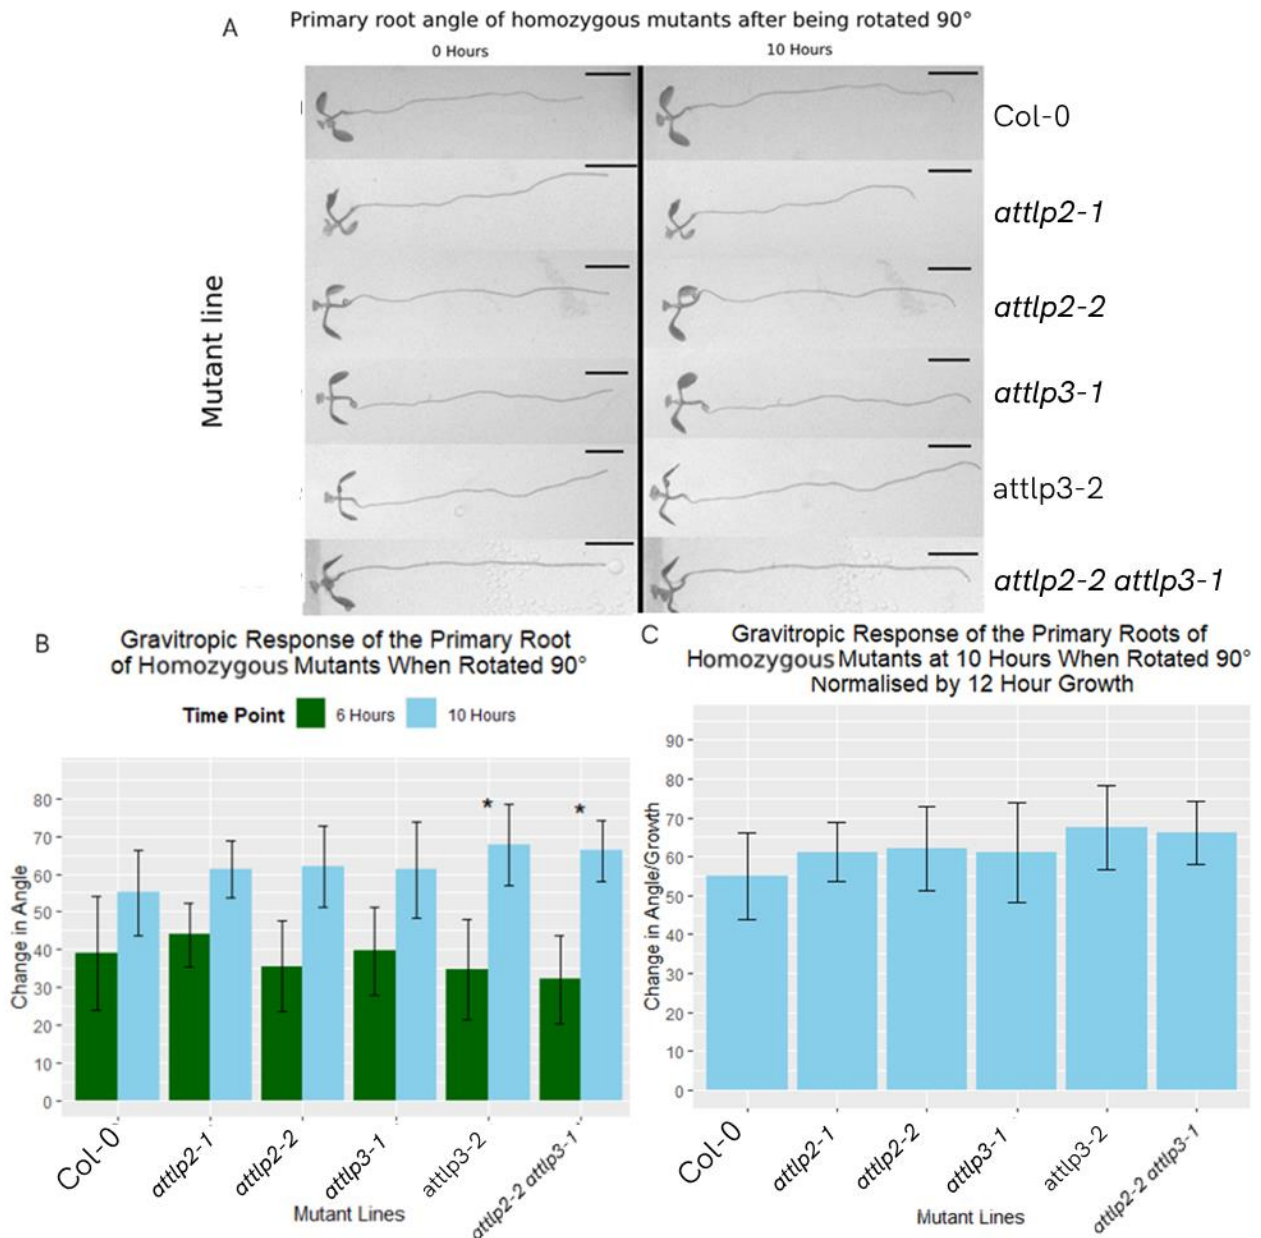 A
Primary root angle of homozygous mutants after being rotated 90°
0 Hours
10 Hours
Mutant line
Col-0
attlp2-1
attlp2-2
attlp3-1
attlp3-2
attlp2-2 attlp3-1
B
Gravitropic Response of the Primary Root
of Homozygous Mutants When Rotated 90°
Time Point
6 Hours
10 Hours
Change in Angle
80
70
60
50
40
30
20
10
0
*
*
Col-0
attlp2-1
attlp2-2
attlp3-1
attlp3-2
attlp2-2 attlp3-1
Mutant Lines
C
Gravitropic Response of the Primary Roots of
Homozygous Mutants at 10 Hours When Rotated 90°
Normalised by 12 Hour Growth
Change in Angle/Growth
90
80
70
60
50
40
30
20
10
0
Col-0
attlp2-1
attlp2-2
attlp3-1
attlp3-2
attlp2-2 attlp3-1
Mutant Lines